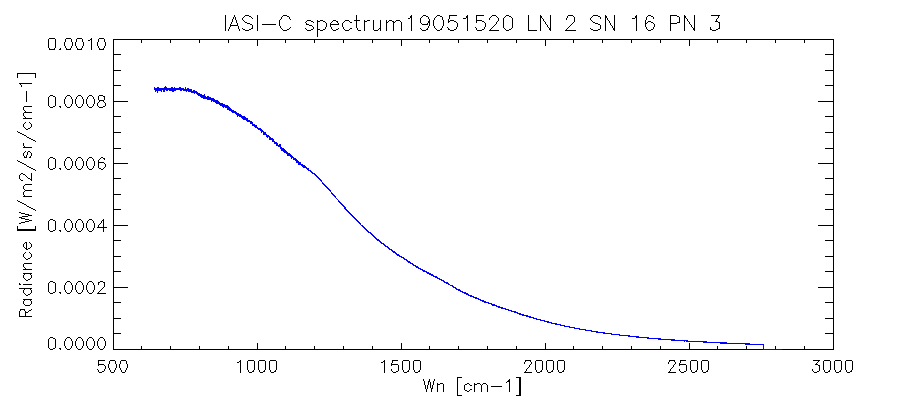 IASI-C spectrum19051520 LN 2 SN 16 PN 3
Radiance [W/m2/sr/cm-1]
0.0010
0.0008
0.0006
0.0004
0.0002
0.0000
500 1000 1500 2000 2500 3000
Wn [cm-1]